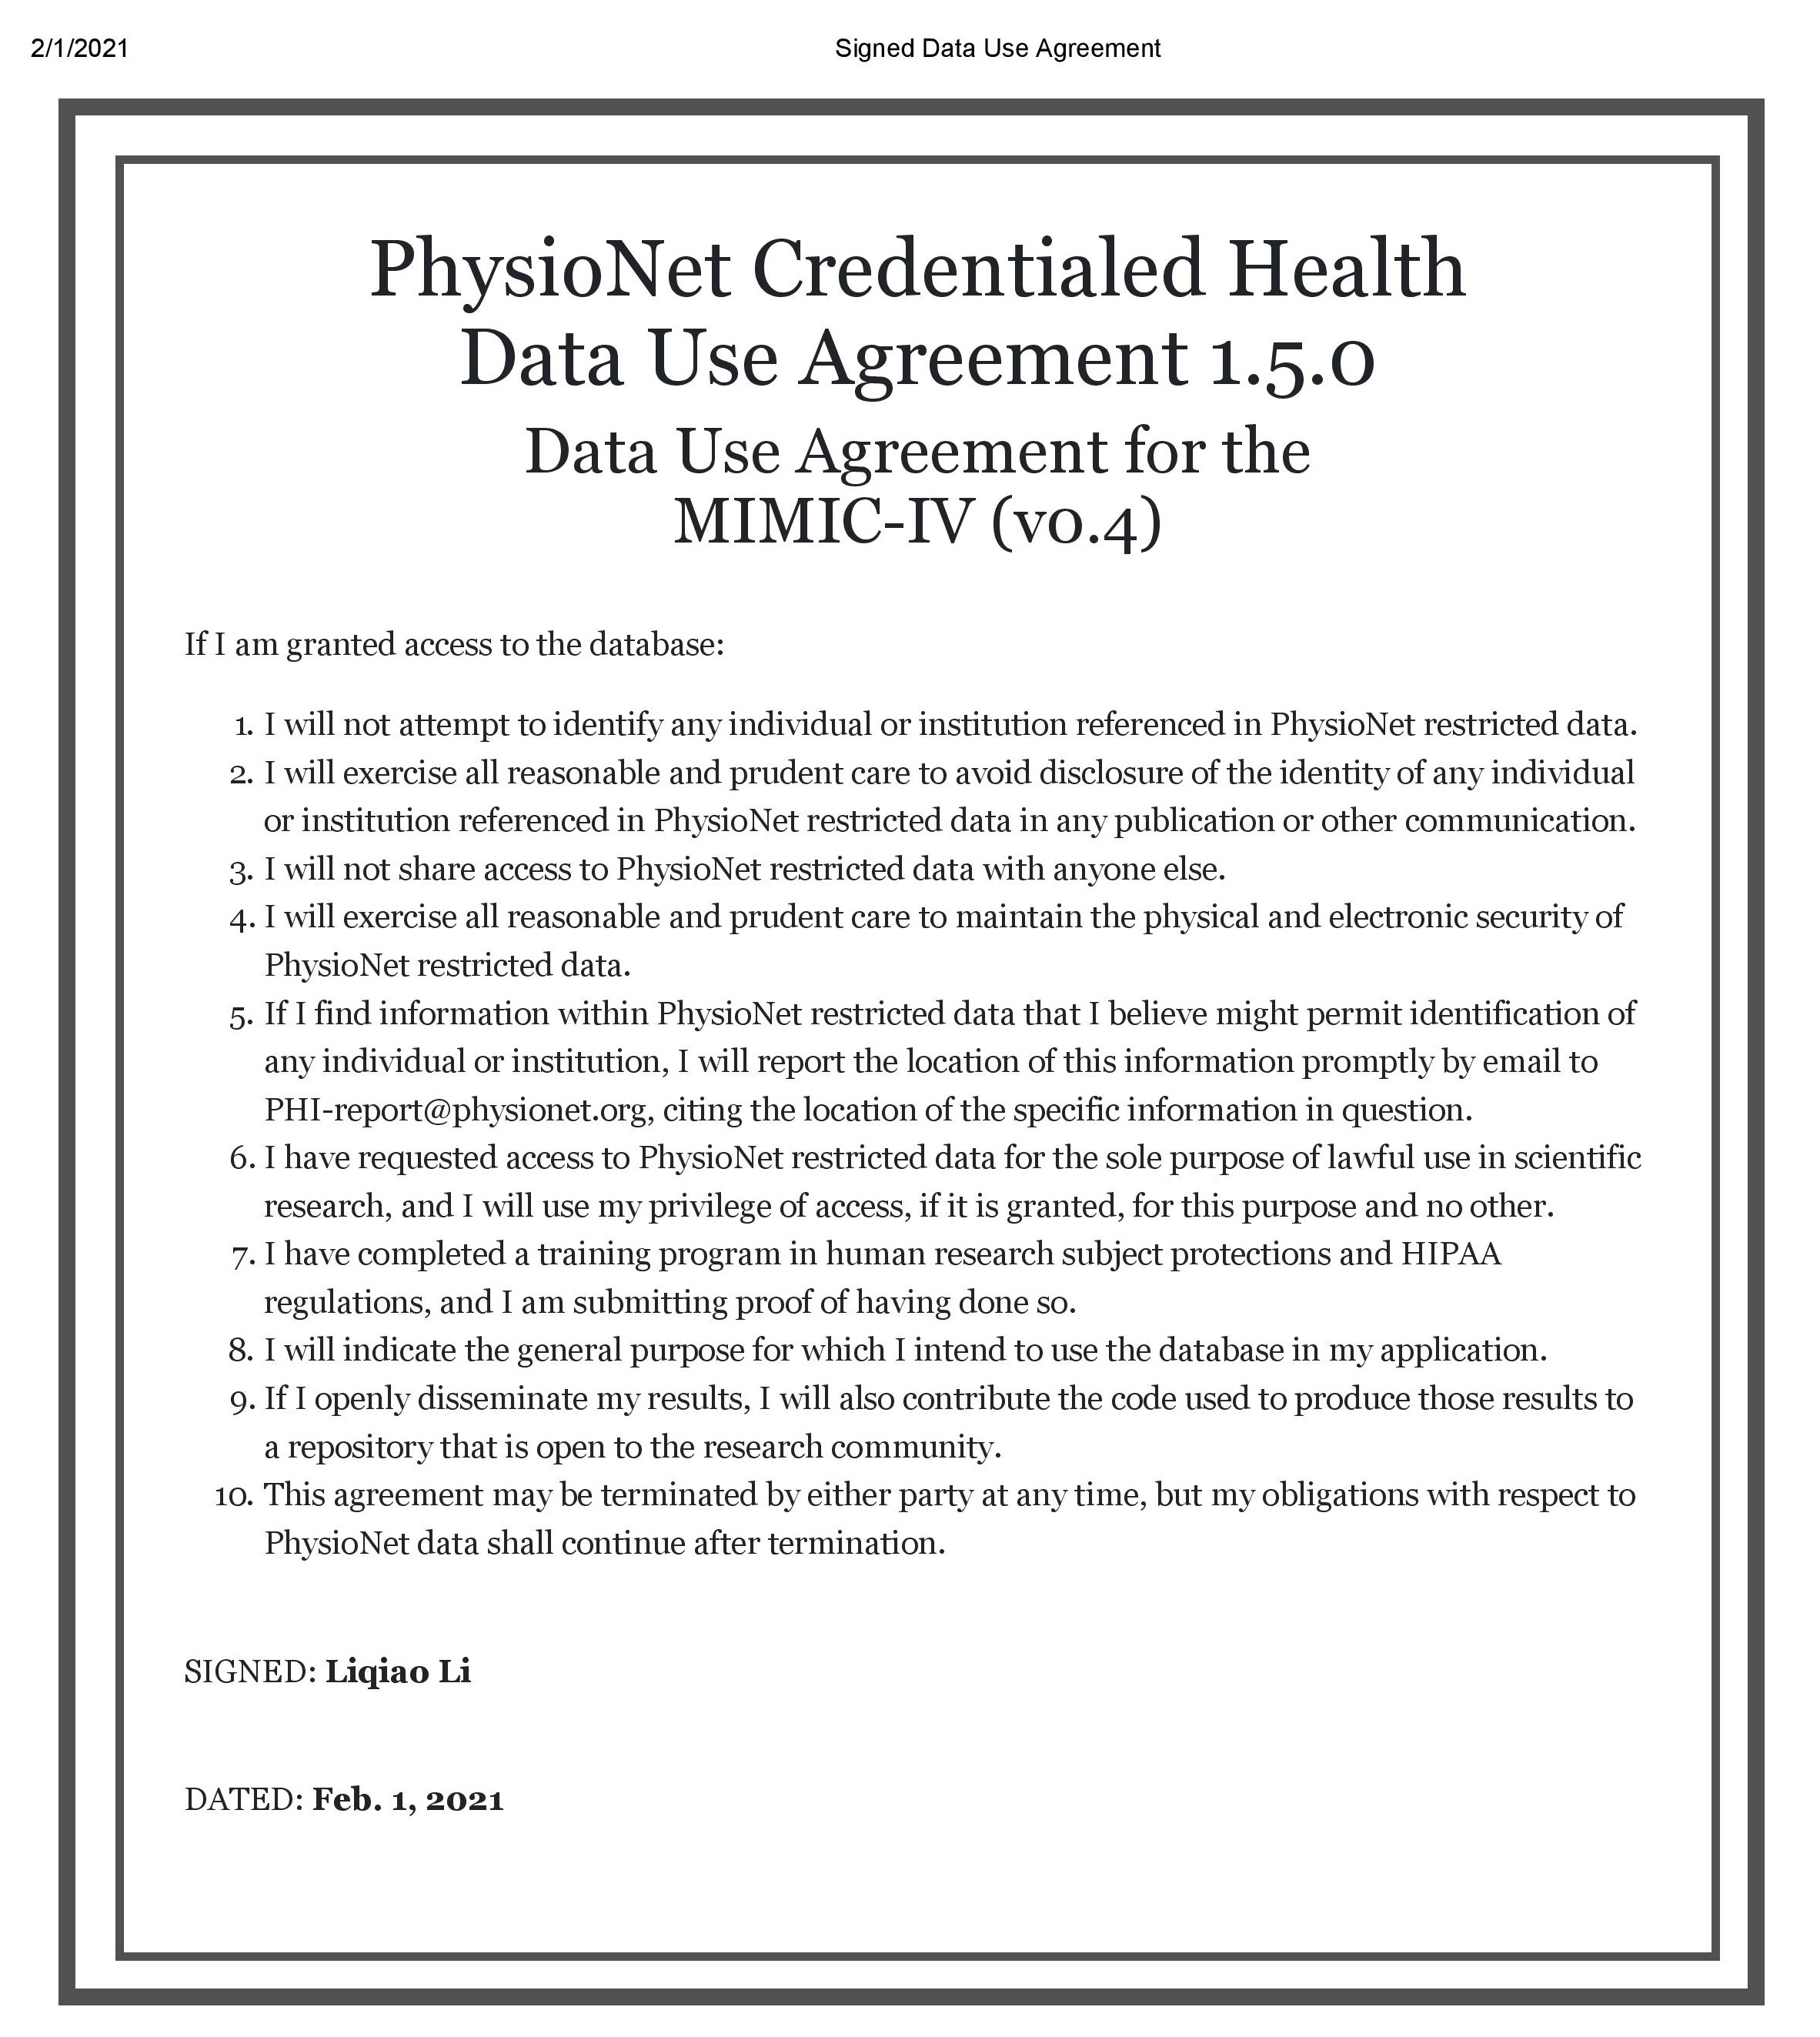 2/1/2021 Signed Data Use Agreement
PhysioNet Credentialed Health
Data Use Agreement 1.5.0
Data Use Agreement for the
MIMIC-IV (v0.4)
If I am granted access to the database:
1. I will not attempt to identify any individual or institution referenced in PhysioNet restricted data.
2. I will exercise all reasonable and prudent care to avoid disclosure of the identity of any individual
or institution referenced in PhysioNet restricted data in any publication or other communication.
3. I will not share access to PhysioNet restricted data with anyone else.
4. I will exercise all reasonable and prudent care to maintain the physical and electronic security of
PhysioNet restricted data.
5. If I find information within PhysioNet restricted data that I believe might permit identification of
any individual or institution, I will report the location of this information promptly by email to
PHI-report@physionet.org, citing the location of the specific information in question.
6. I have requested access to PhysioNet restricted data for the sole purpose of lawful use in scientific
research, and I will use my privilege of access, if it is granted, for this purpose and no other.
7. I have completed a training program in human research subject protections and HIPAA
regulations, and I am submitting proof of having done so.
8. I will indicate the general purpose for which I intend to use the database in my application.
9. If I openly disseminate my results, I will also contribute the code used to produce those results to
a repository that is open to the research community.
10. This agreement may be terminated by either party at any time, but my obligations with respect to
PhysioNet data shall continue after termination.
SIGNED: Liqiao Li
DATED: Feb. 1, 2021